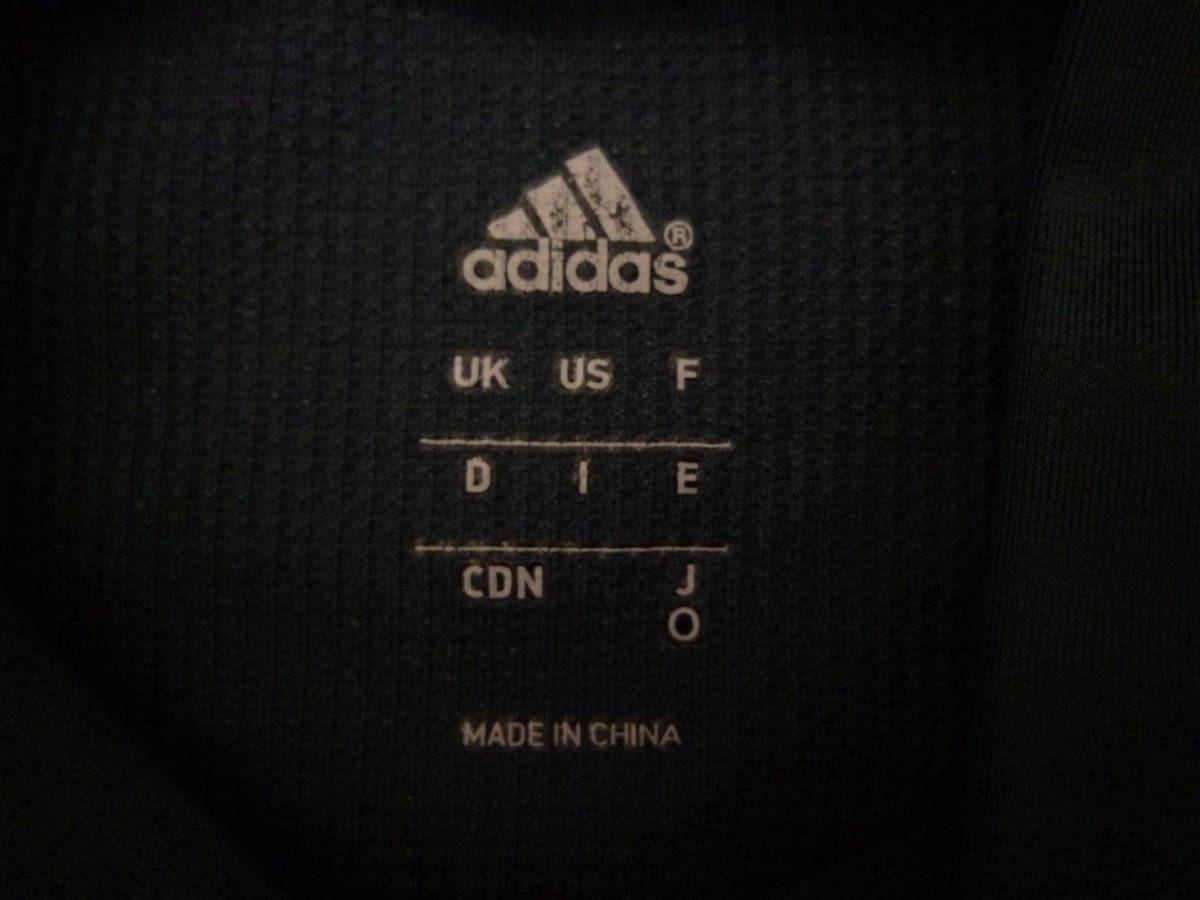 adidas®
UK US F
D I E
CDN J
O
MADE IN CHINA